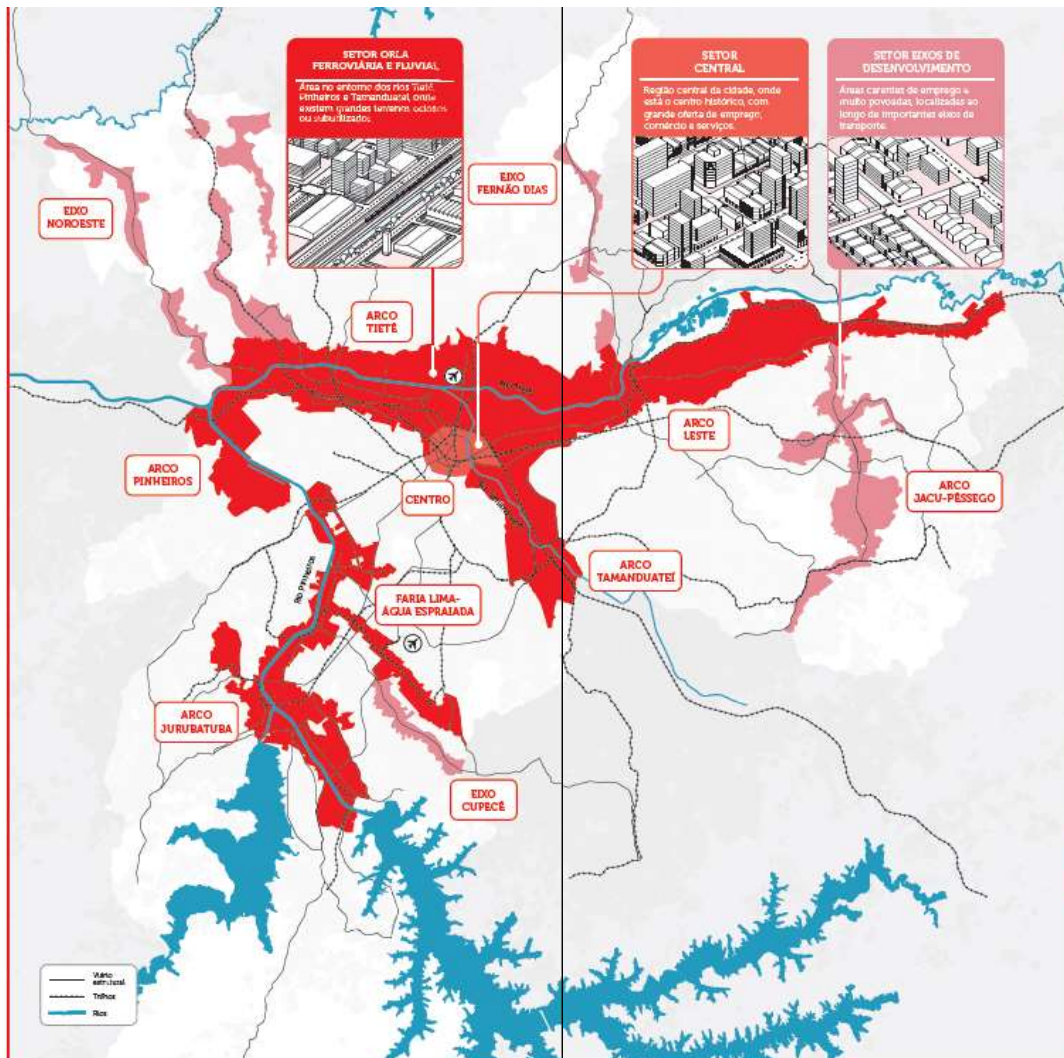 SETOR ORLA
FERROVIÁRIA E FLUVIAL
Área no entorno dos rios Tietê,
Pinheiros e Tamanduateí, onde
existem grandes terrenos ociosos
ou subutilizados.
SETOR
CENTRAL
Região central da cidade, onde
está o centro histórico, com
grande oferta de emprego,
comércio e serviços.
SETOR EIXOS DE
DESENVOLVIMENTO
Áreas carentes de emprego e
muito povoadas, localizadas ao
longo de importantes eixos de
transporte.
EIXO
NOROESTE
EIXO
FERNÃO DIAS
ARCO
TIETÊ
ARCO
LESTE
ARCO
PINHEIROS
CENTRO
ARCO
JACU-PÊSSEGO
ARCO
TAMANDUATEÍ
RIO PINHEIROS
FARIA LIMA-
ÁGUA ESPRAIADA
ARCO
JURUBATUBA
EIXO
CUPECÊ
Viário
estrutural
Trilhos
Rios